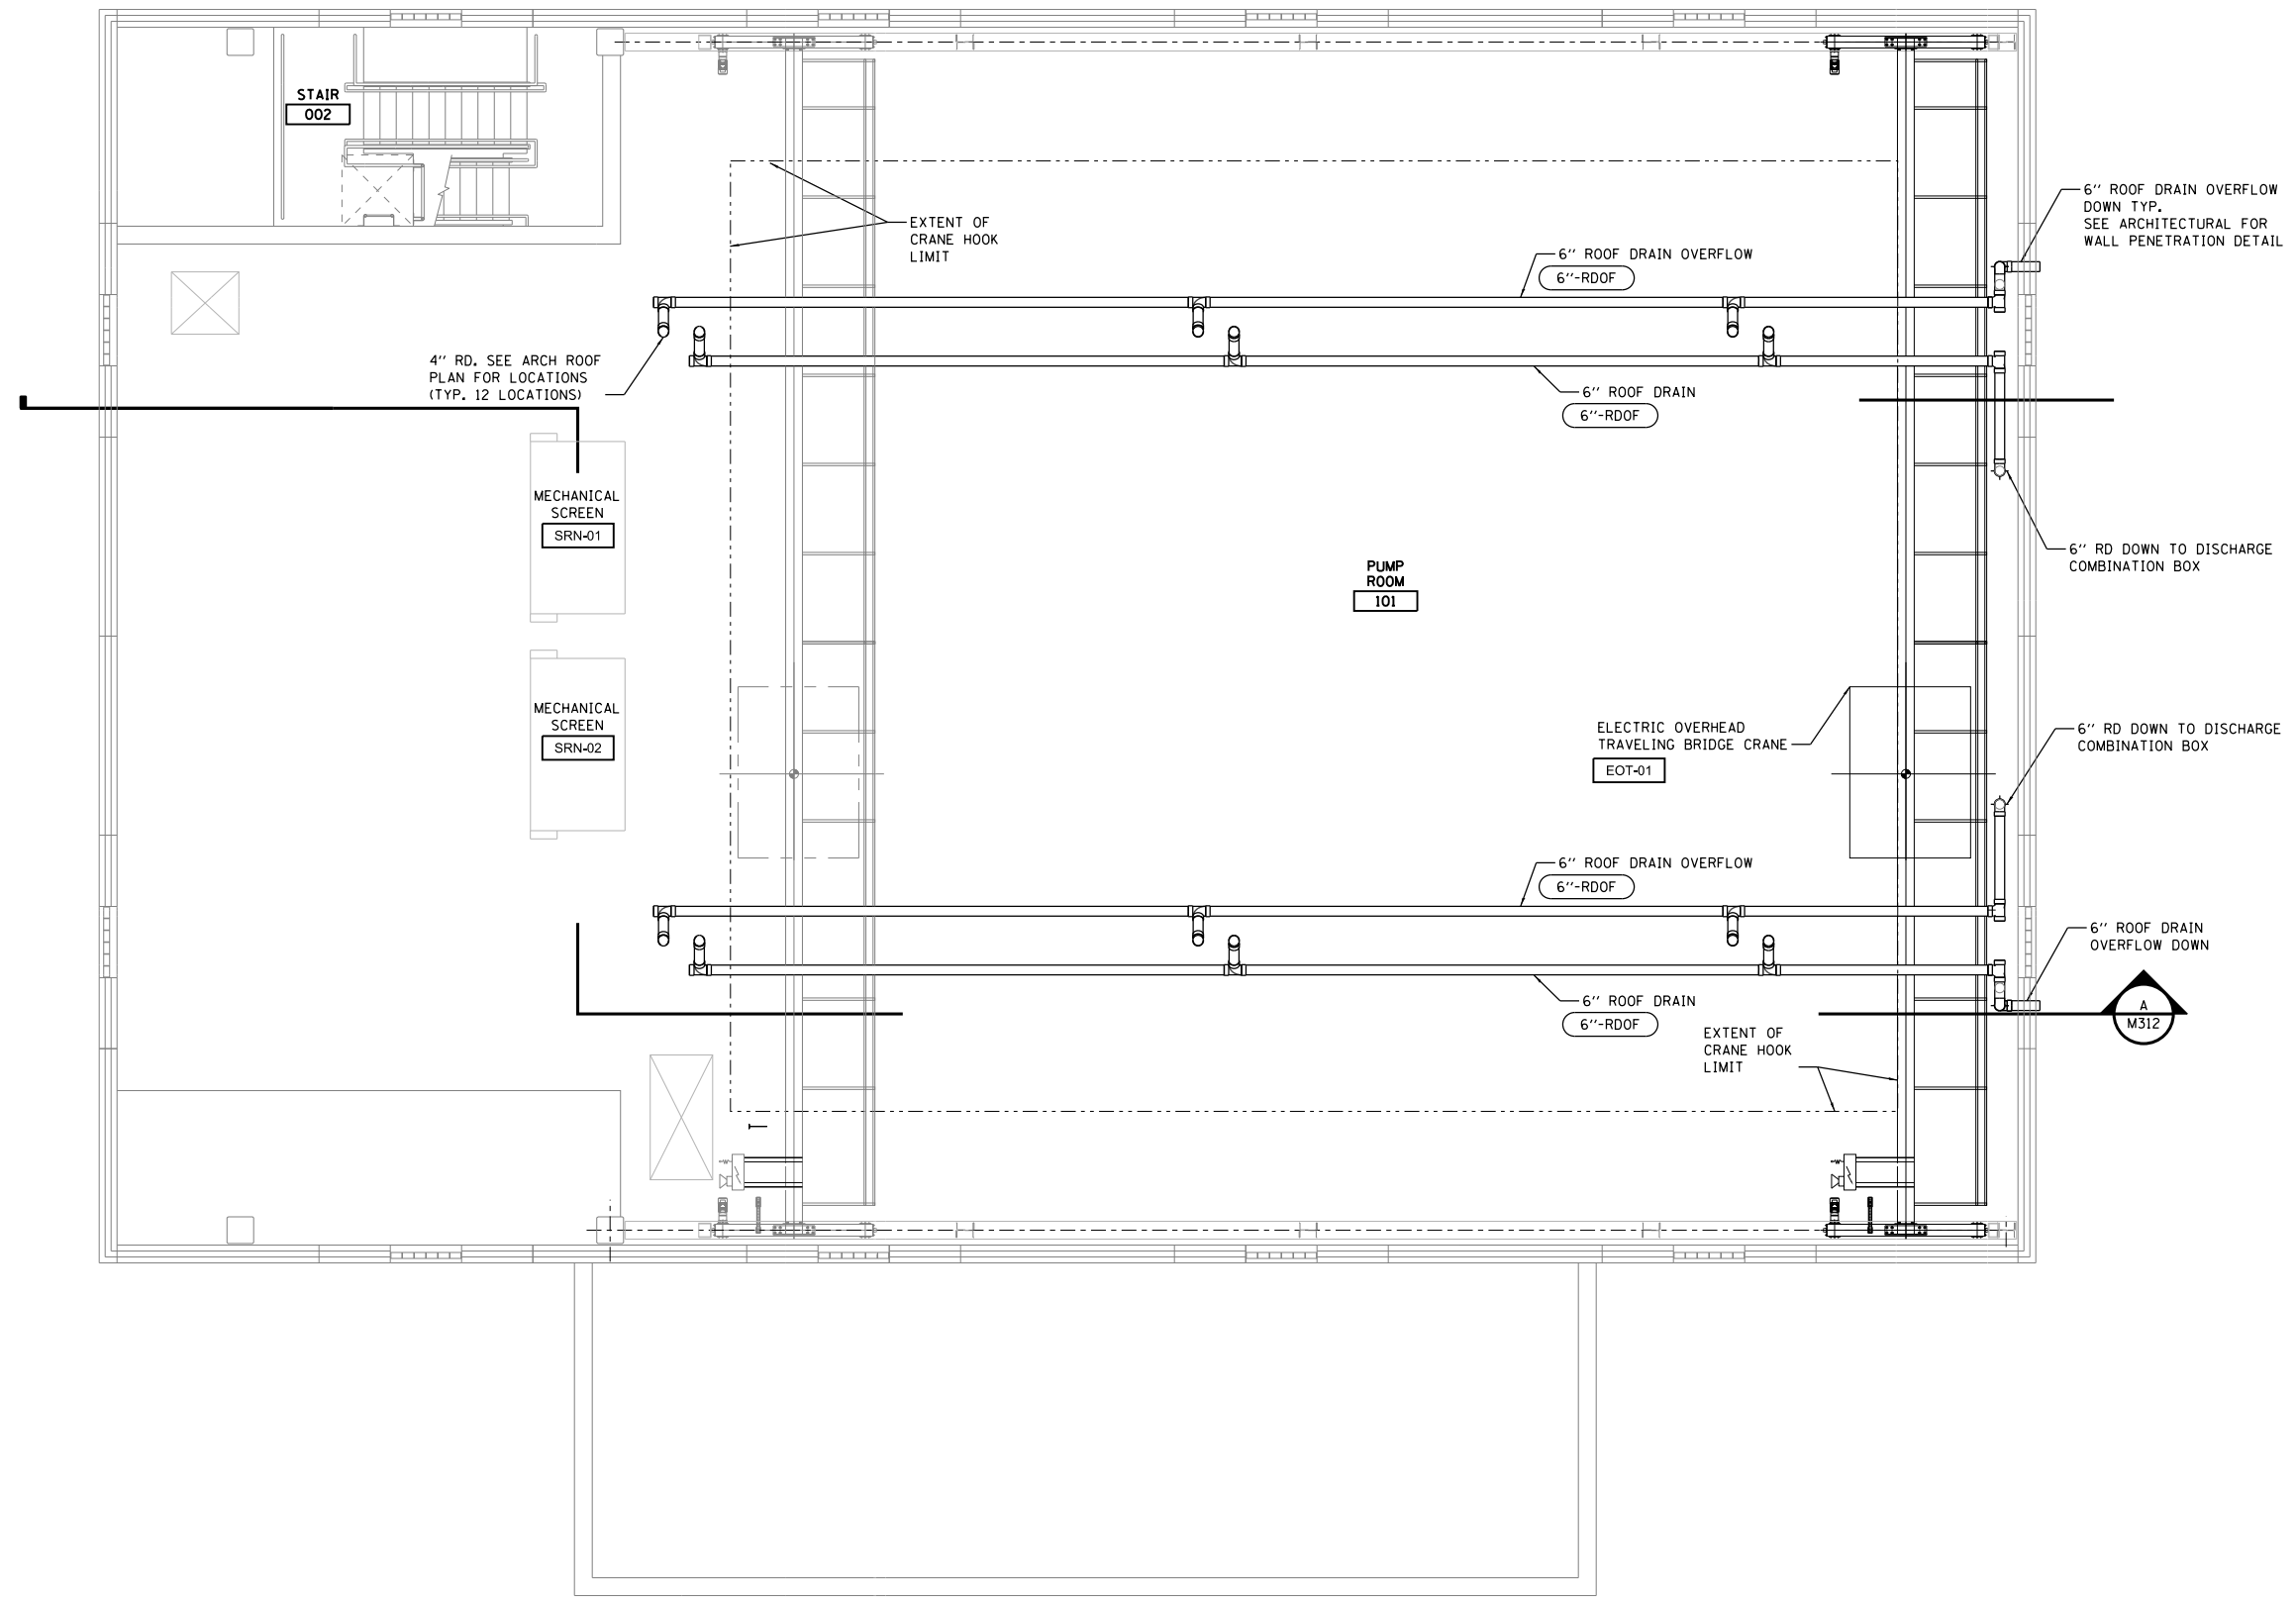 STAIR
002
6'' ROOF DRAIN OVERFLOW
DOWN TYP.
SEE ARCHITECTURAL FOR
WALL PENETRATION DETAIL
EXTENT OF
CRANE HOOK
LIMIT
6'' ROOF DRAIN OVERFLOW
6''-RDOF
4'' RD. SEE ARCH ROOF
PLAN FOR LOCATIONS
(TYP. 12 LOCATIONS)
6'' ROOF DRAIN
6''-RDOF
MECHANICAL
SCREEN
SRN-01
6'' RD DOWN TO DISCHARGE
COMBINATION BOX
PUMP
ROOM
101
MECHANICAL
SCREEN
SRN-02
ELECTRIC OVERHEAD
TRAVELING BRIDGE CRANE
EOT-01
6'' RD DOWN TO DISCHARGE
COMBINATION BOX
6'' ROOF DRAIN OVERFLOW
6''-RDOF
6'' ROOF DRAIN
OVERFLOW DOWN
6'' ROOF DRAIN
6''-RDOF
A
M312
EXTENT OF
CRANE HOOK
LIMIT